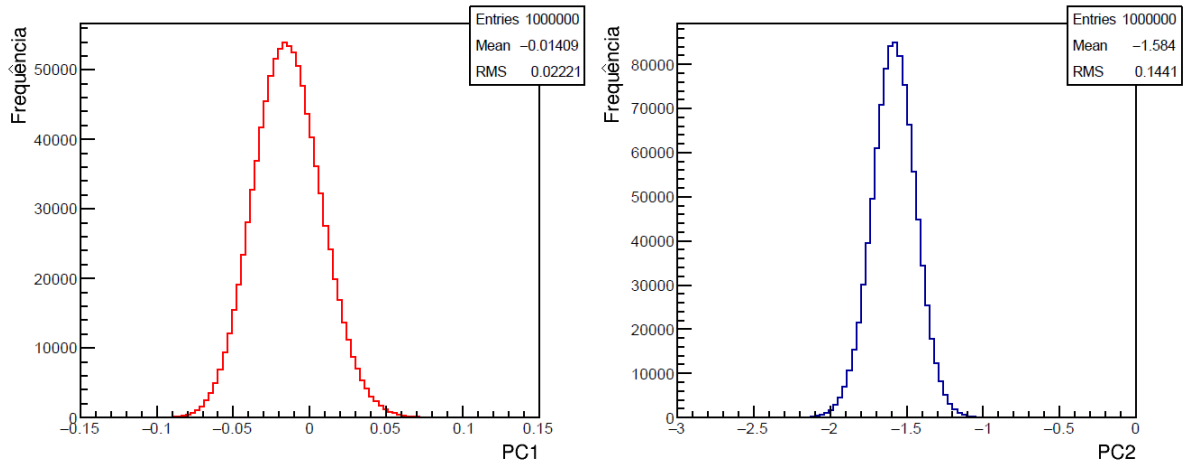 Entries 1000000
Mean −0.01409
RMS 0.02221
Frequência
50000
40000
30000
20000
10000
0
−0.15 −0.1 −0.05 0 0.05 0.1 0.15
PC1
Entries 1000000
Mean −1.584
RMS 0.1441
Frequência
80000
70000
60000
50000
40000
30000
20000
10000
0
−3 −2.5 −2 −1.5 −1 −0.5 0
PC2